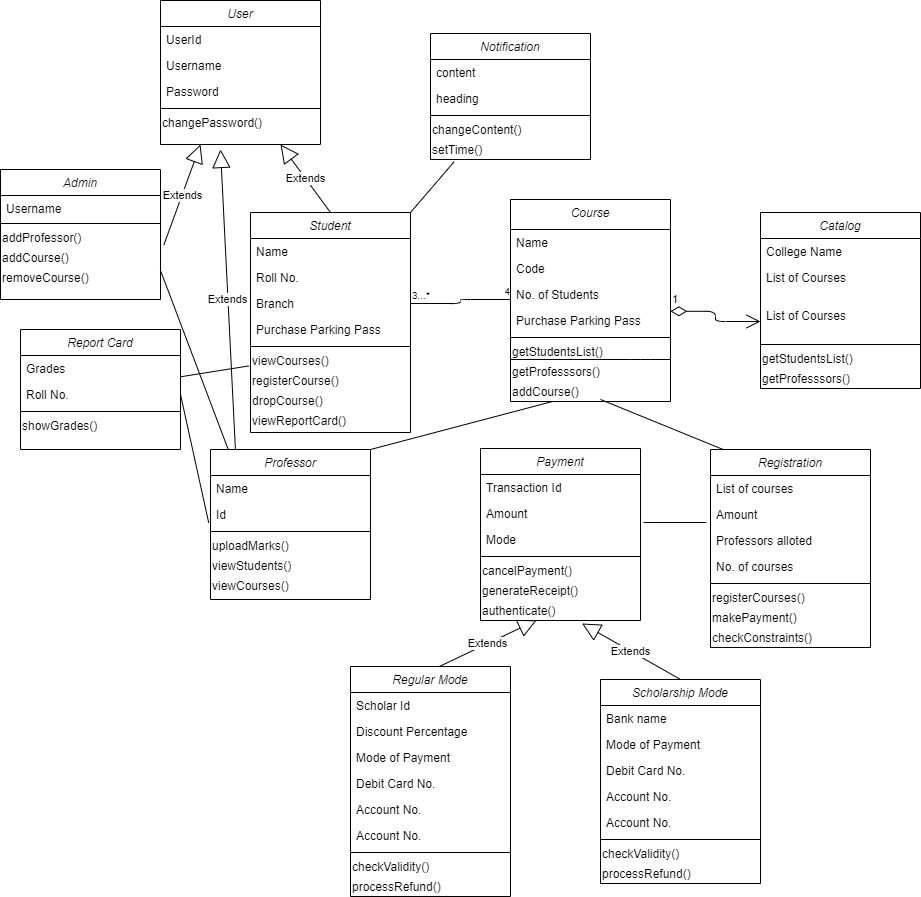 User
UserId
Username
Password
changePassword()
Notification
content
heading
changeContent()
setTime()
Extends
Extends
Extends
Admin
Username
addProfessor()
addCourse()
removeCourse()
Student
Name
Roll No.
Branch
Purchase Parking Pass
viewCourses()
registerCourse()
dropCourse()
viewReportCard()
3...*
4
Course
Name
Code
No. of Students
Purchase Parking Pass
getStudentsList()
getProfesssors()
addCourse()
1
Catalog
College Name
List of Courses
List of Courses
getStudentsList()
getProfesssors()
Report Card
Grades
Roll No.
showGrades()
Professor
Name
Id
uploadMarks()
viewStudents()
viewCourses()
Payment
Transaction Id
Amount
Mode
cancelPayment()
generateReceipt()
authenticate()
Registration
List of courses
Amount
Professors alloted
No. of courses
registerCourses()
makePayment()
checkConstraints()
Extends
Extends
Regular Mode
Scholar Id
Discount Percentage
Mode of Payment
Debit Card No.
Account No.
Account No.
checkValidity()
processRefund()
Scholarship Mode
Bank name
Mode of Payment
Debit Card No.
Account No.
Account No.
checkValidity()
processRefund()